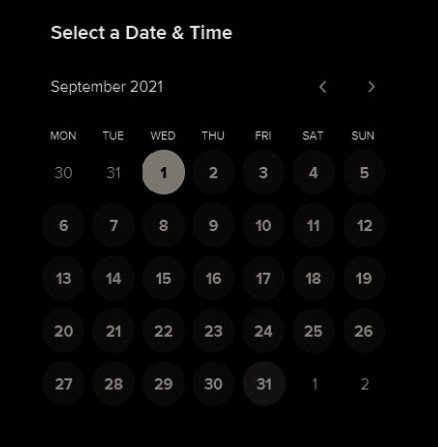 Select a Date & Time
September 2021
MON TUE WED THU FRI SAT SUN
30 31 1 2 3 4 5
6 7 8 9 10 11 12
13 14 15 16 17 18 19
20 21 22 23 24 25 26
27 28 29 30 31 1 2